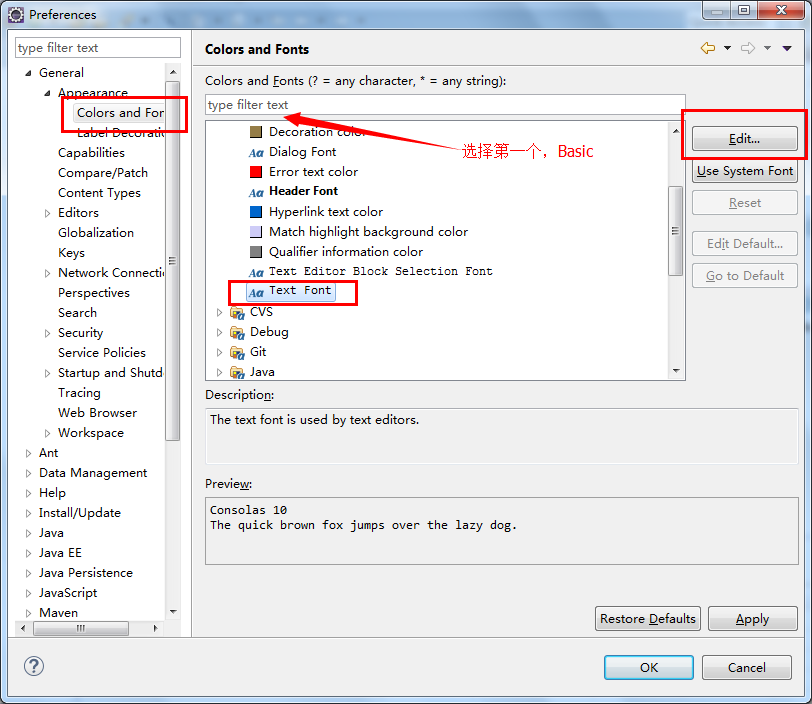 Preferences
type filter text
General
Appearance
Colors and For
Label Decoratio
Capabilities
Compare/Patch
Content Types
Editors
Globalization
Keys
Network Connecti
Perspectives
Search
Security
Service Policies
Startup and Shutd
Tracing
Web Browser
Workspace
Ant
Data Management
Help
Install/Update
Java
Java EE
Java Persistence
JavaScript
Maven
Colors and Fonts
Colors and Fonts (? = any character, * = any string):
type filter text
选择第一个，Basic
Decoration color
Aa Dialog Font
Error text color
Aa Header Font
Hyperlink text color
Match highlight background color
Qualifier information color
Aa Text Editor Block Selection Font
Aa Text Font
CVS
Debug
Git
Java
Edit...
Use System Font
Reset
Edit Default...
Go to Default
Description:
The text font is used by text editors.
Preview:
Consolas 10
The quick brown fox jumps over the lazy dog.
Restore Defaults
Apply
?
OK
Cancel